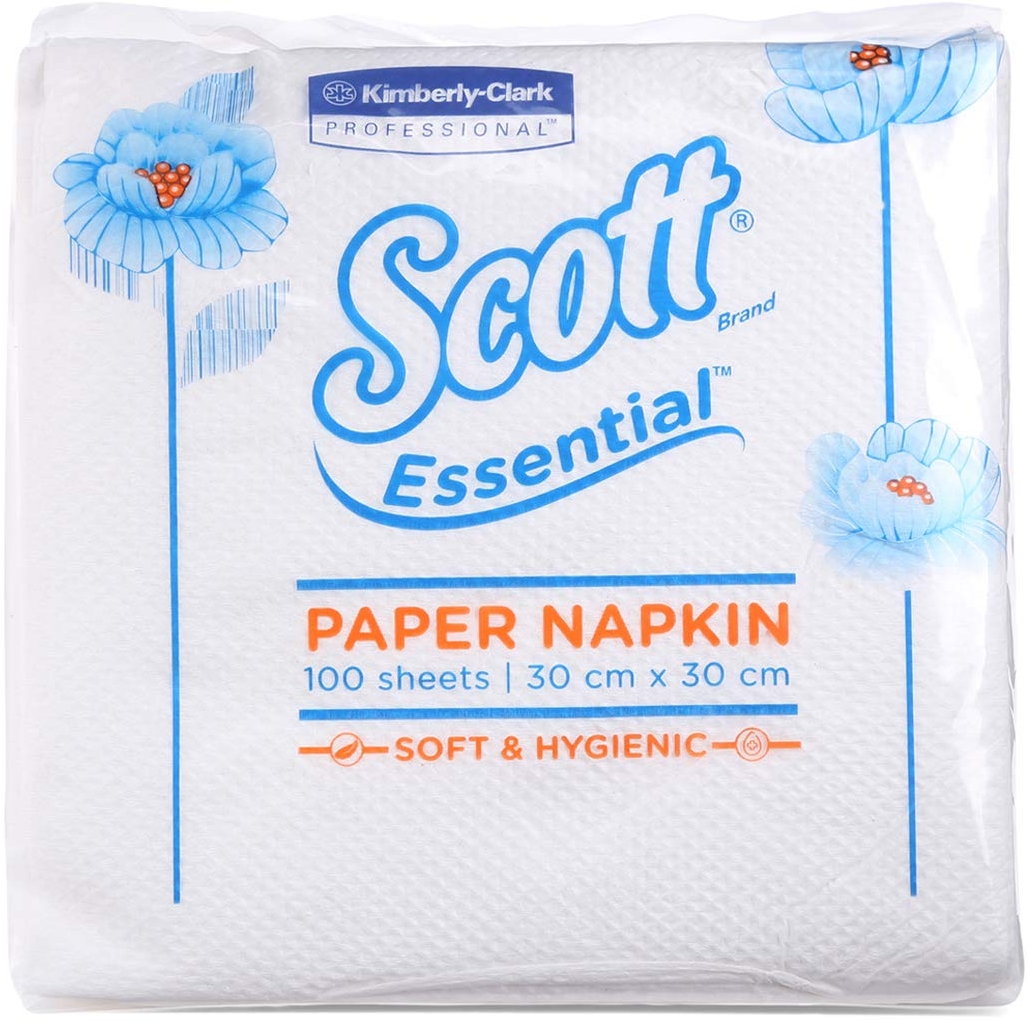 Kimberly-Clark
PROFESSIONAL™
Scott®
Brand
Essential™
PAPER NAPKIN
100 sheets | 30 cm x 30 cm
SOFT & HYGIENIC